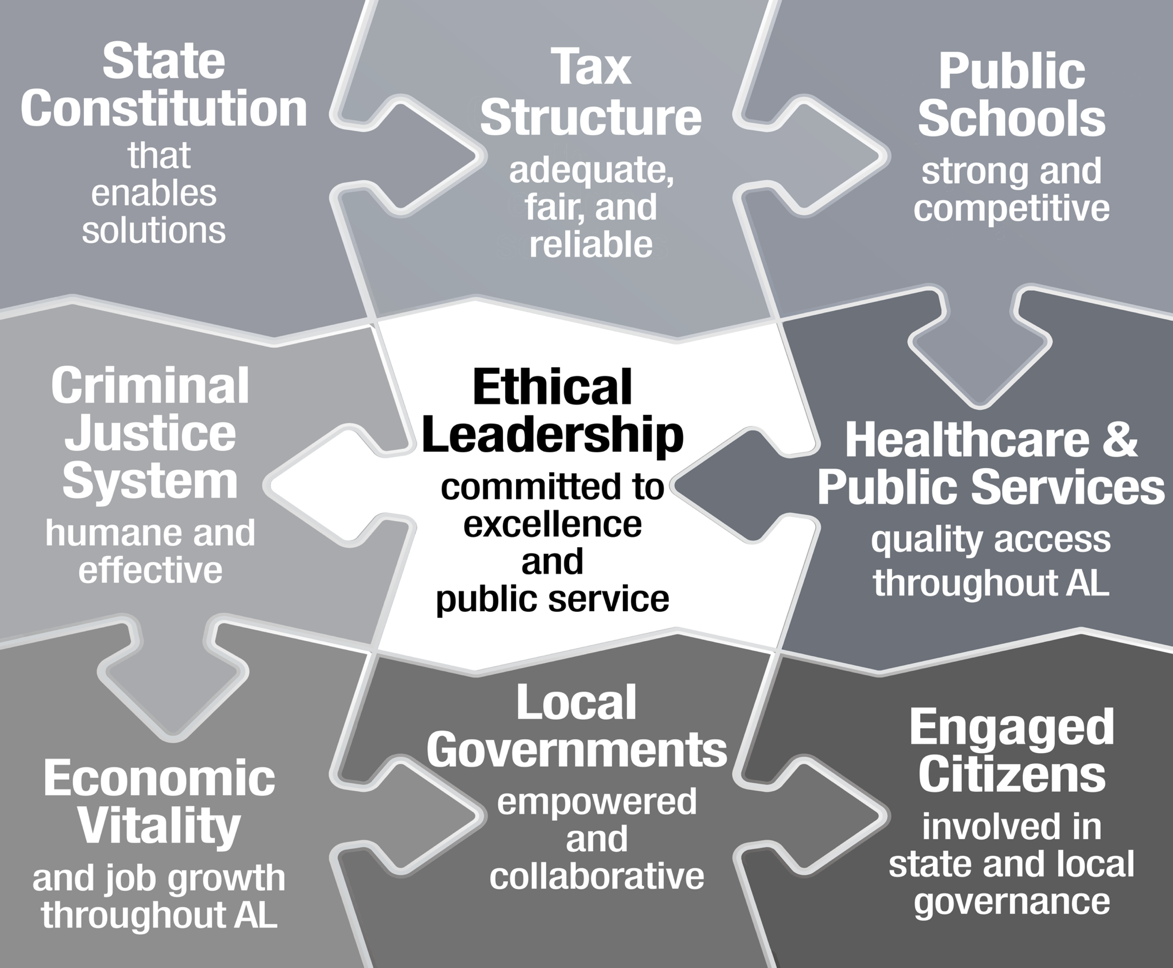 State
Constitution
that
enables
solutions
Tax
Structure
adequate,
fair, and
reliable
Public
Schools
strong and
competitive
Criminal
Justice
System
humane and
effective
Ethical
Leadership
committed to
excellence
and
public service
Healthcare &
Public Services
quality access
throughout AL
Economic
Vitality
and job growth
throughout AL
Local
Governments
empowered
and
collaborative
Engaged
Citizens
involved in
state and local
governance